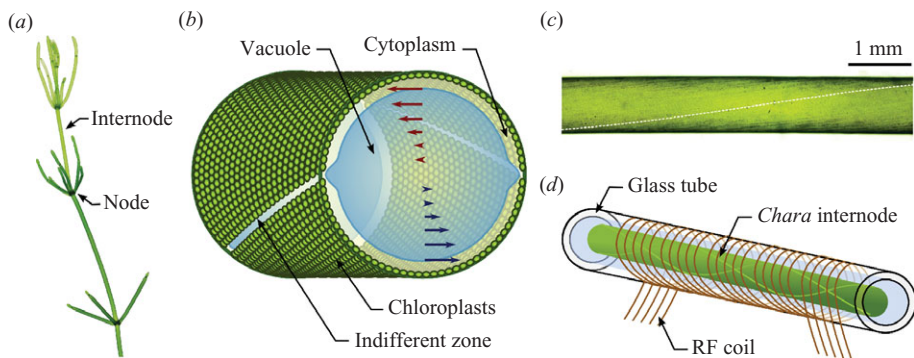 (a)
Internode
Node
(b)
Vacuole
Cytoplasm
Chloroplasts
Indifferent zone
(c)
1 mm
(d)
Glass tube
Chara internode
RF coil